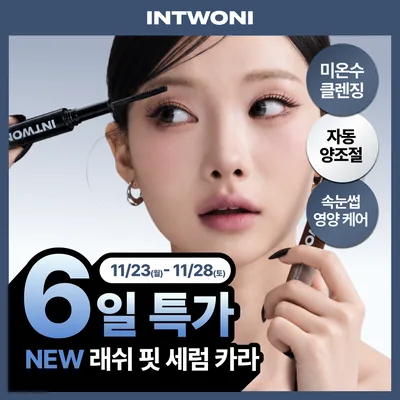 INTWONI
INTWONI
미온수
클렌징
자동
양조절
속눈썹
영양 케어
11/23(월)-11/28(토)
6일 특가
NEW 래쉬 핏 세럼 카라